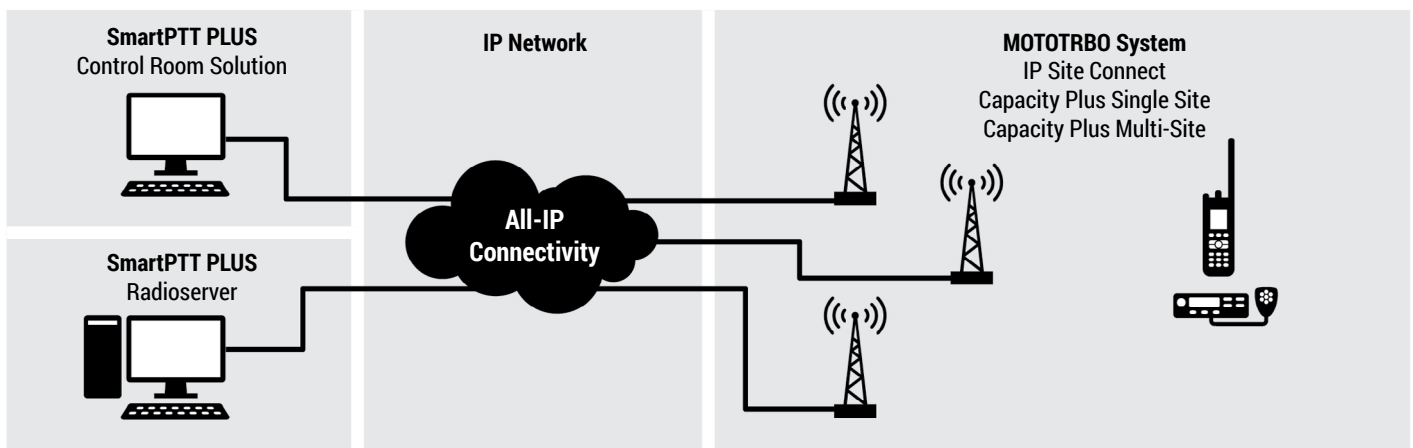 SmartPTT PLUS
Control Room Solution
SmartPTT PLUS
Radioserver
IP Network
All-IP
Connectivity
MOTOTRBO System
IP Site Connect
Capacity Plus Single Site
Capacity Plus Multi-Site